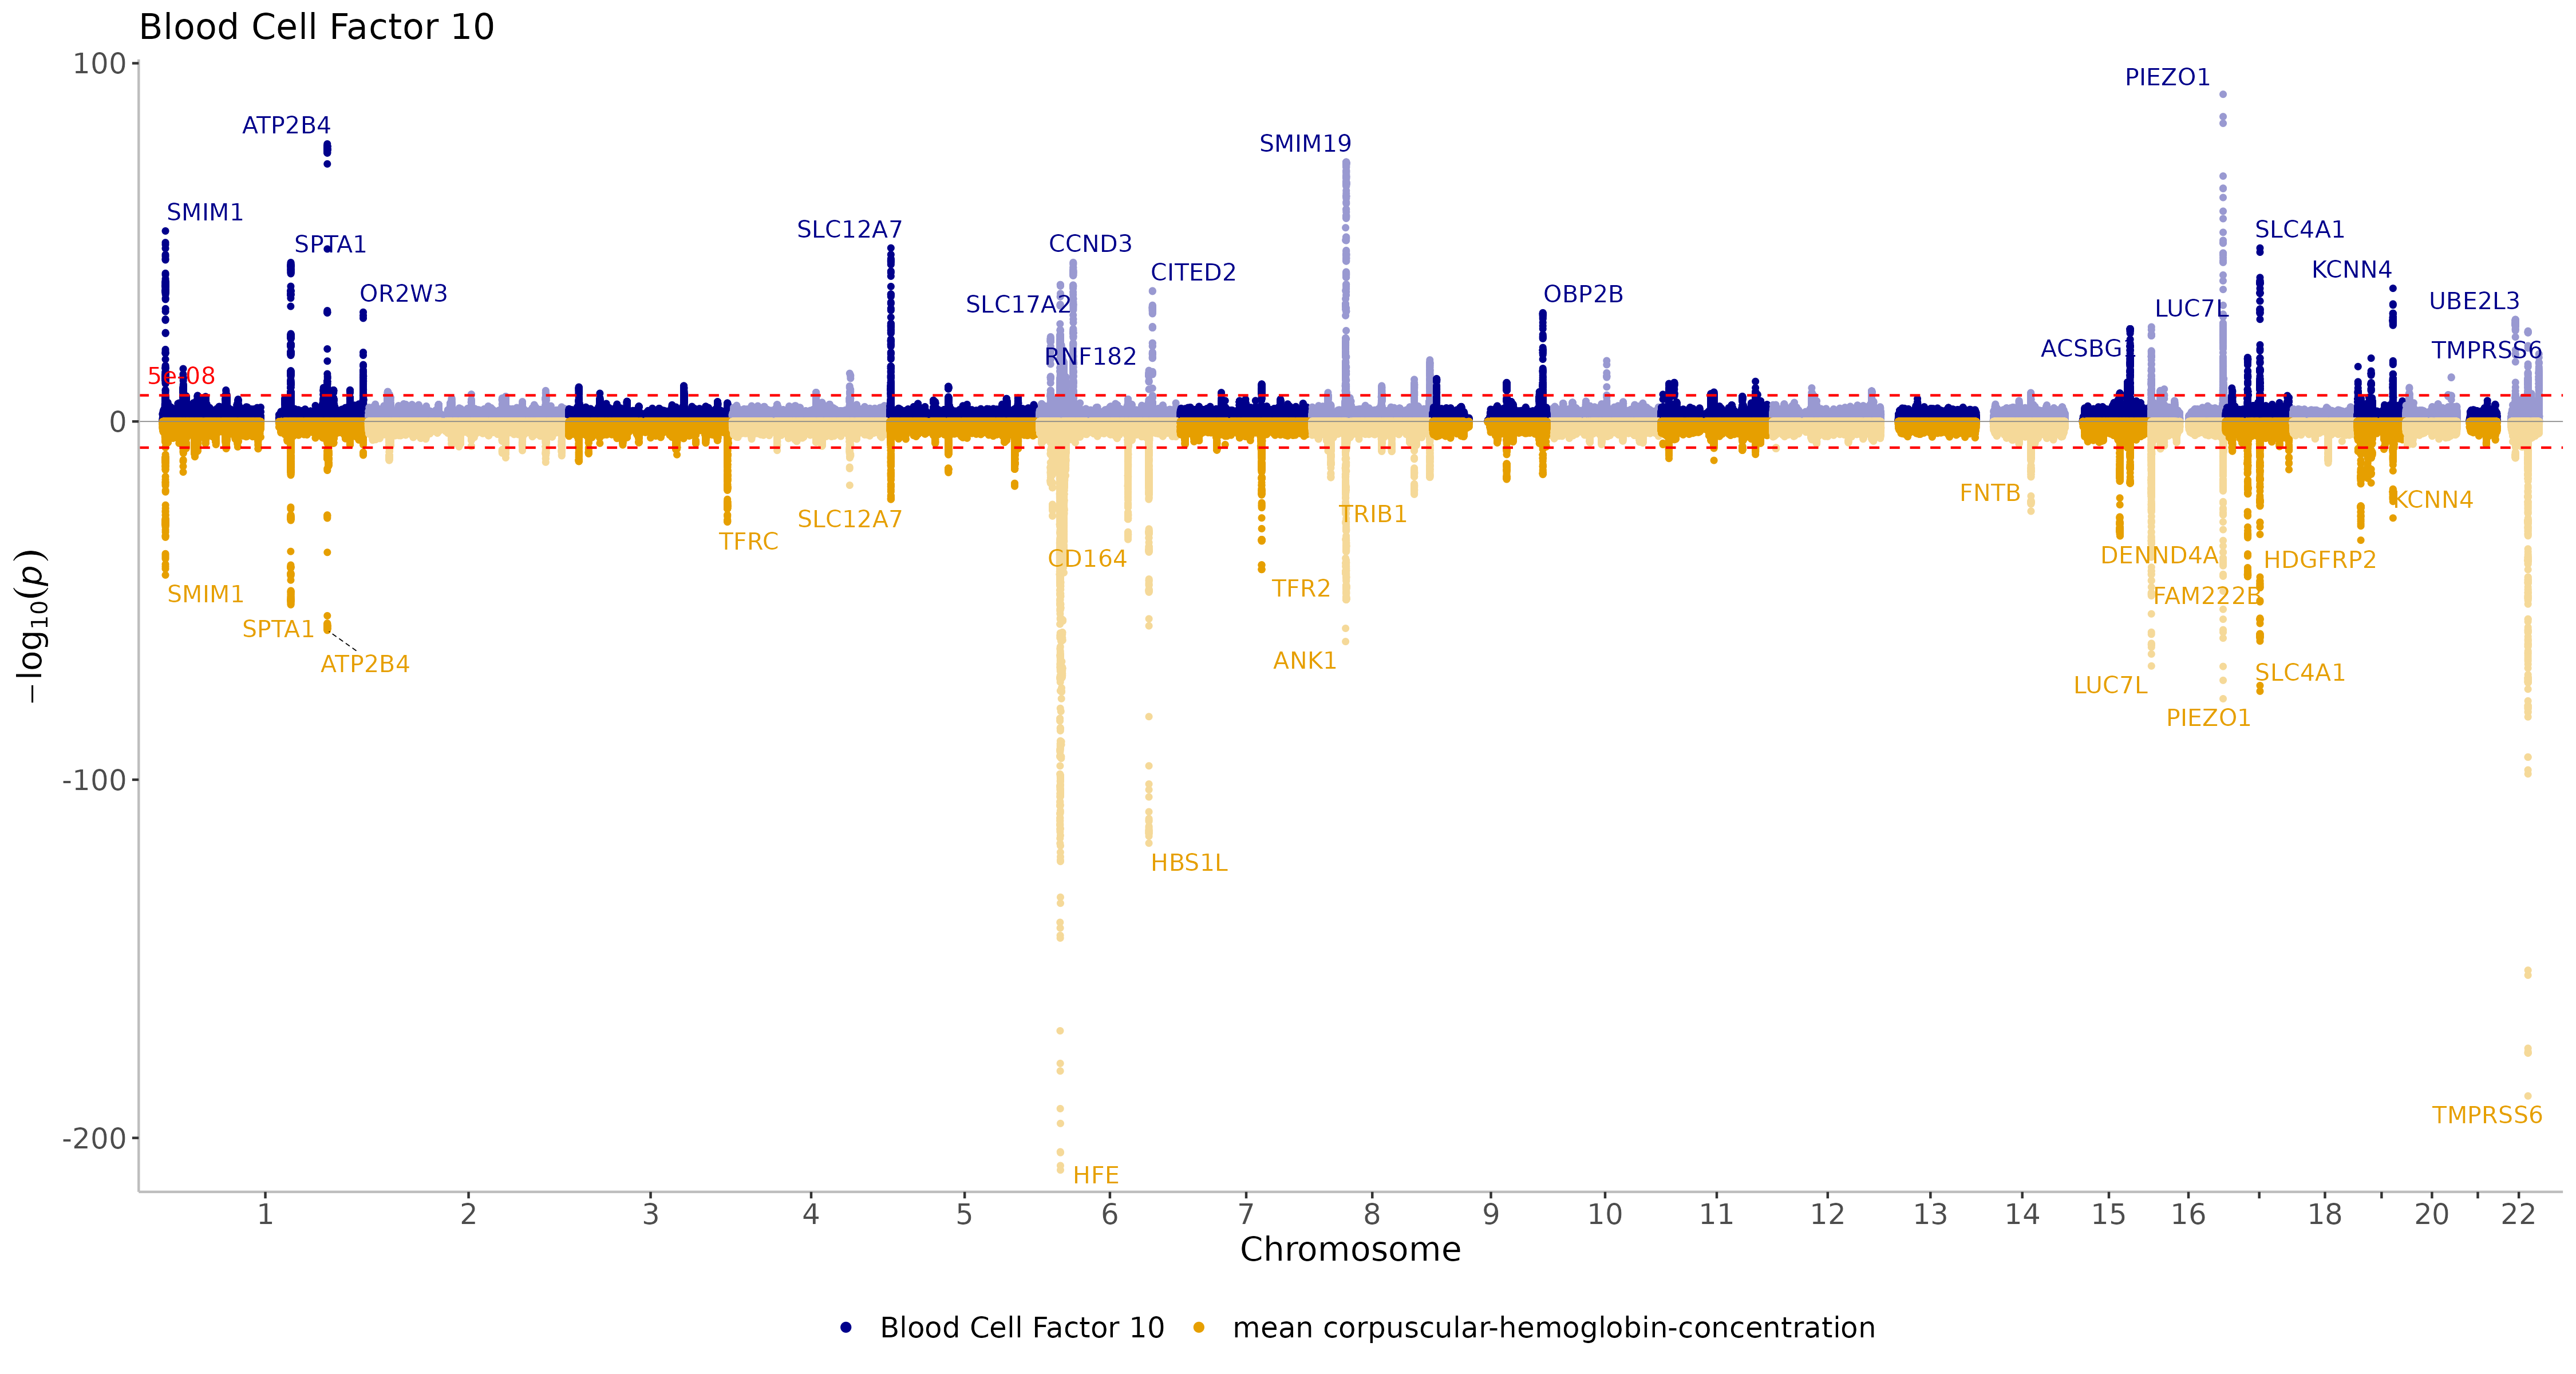 Blood Cell Factor 10
100
PIEZO1
ATP2B4
SMIM19
SMIM1
SLC12A7
SLC4A1
SPTA1
CCND3
KCNN4
CITED2
OR2W3
OBP2B
UBE2L3
SLC17A2
LUC7L
ACSBG1
TMPRSS6
RNF182
5e-08
0
FNTB
KCNN4
TRIB1
SLC12A7
TFRC
DENND4A
CD164
HDGFRP2
TFR2
SMIM1
FAM222B
SPTA1
ANK1
ATP2B4
SLC4A1
LUC7L
PIEZO1
-100
HBS1L
TMPRSS6
-200
HFE
−log10(p)
1 2 3 4 5 6 7 8 9 10 11 12 13 14 15 16 18 20 22
Chromosome
Blood Cell Factor 10 mean corpuscular-hemoglobin-concentration